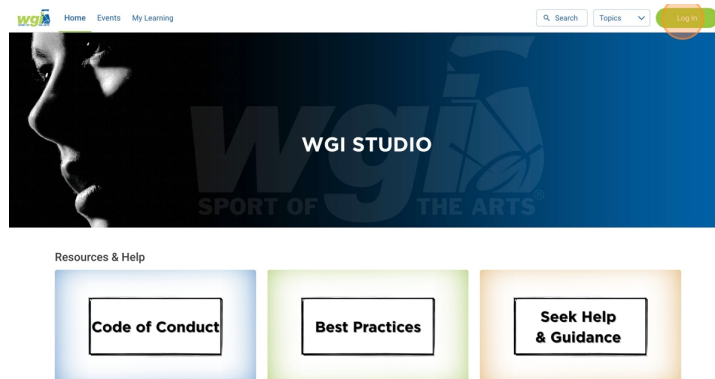 wgi Home Events My Learning Search Topics Log In
WGI STUDIO
wgi
SPORT OF THE ARTS®
Resources & Help
Code of Conduct
Best Practices
Seek Help
& Guidance